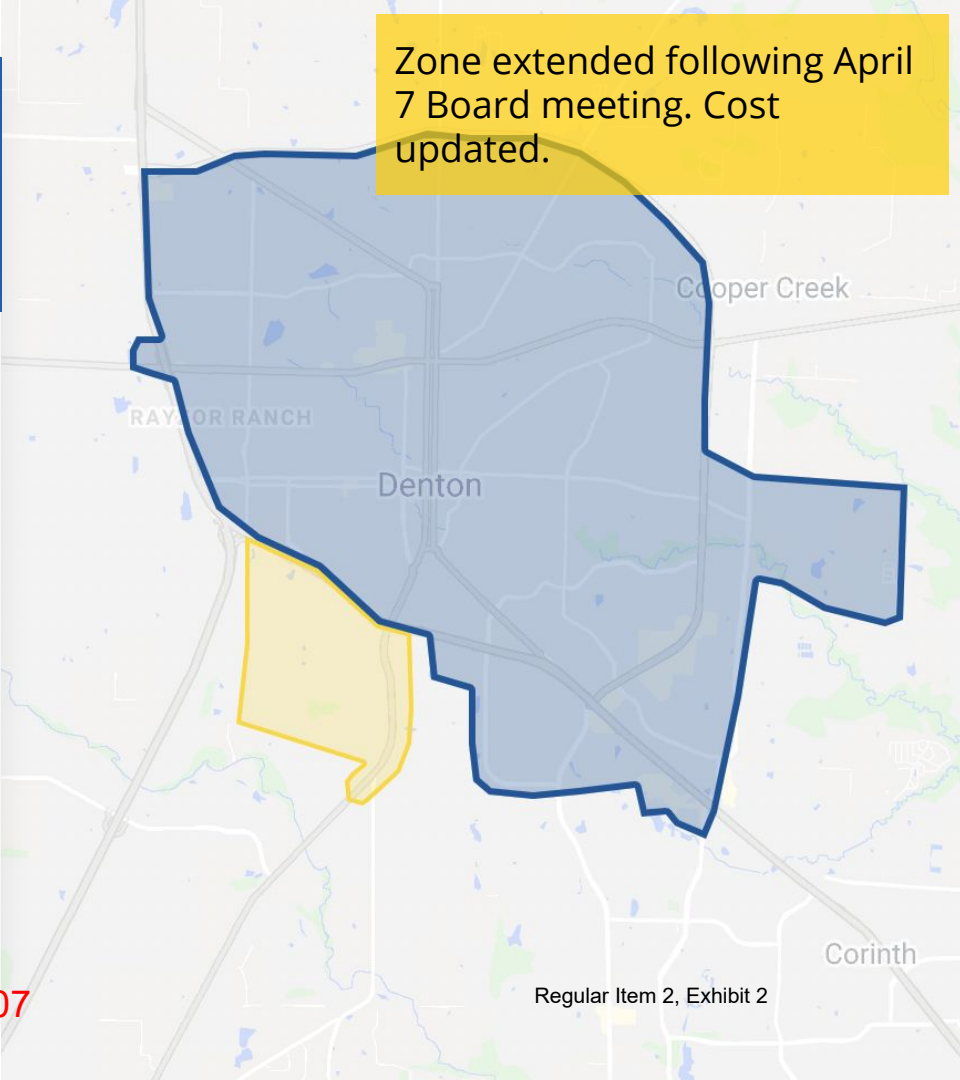 Zone extended following April
7 Board meeting. Cost
updated.
Cooper Creek
RAYZOR RANCH
Denton
Corinth
07
Regular Item 2, Exhibit 2